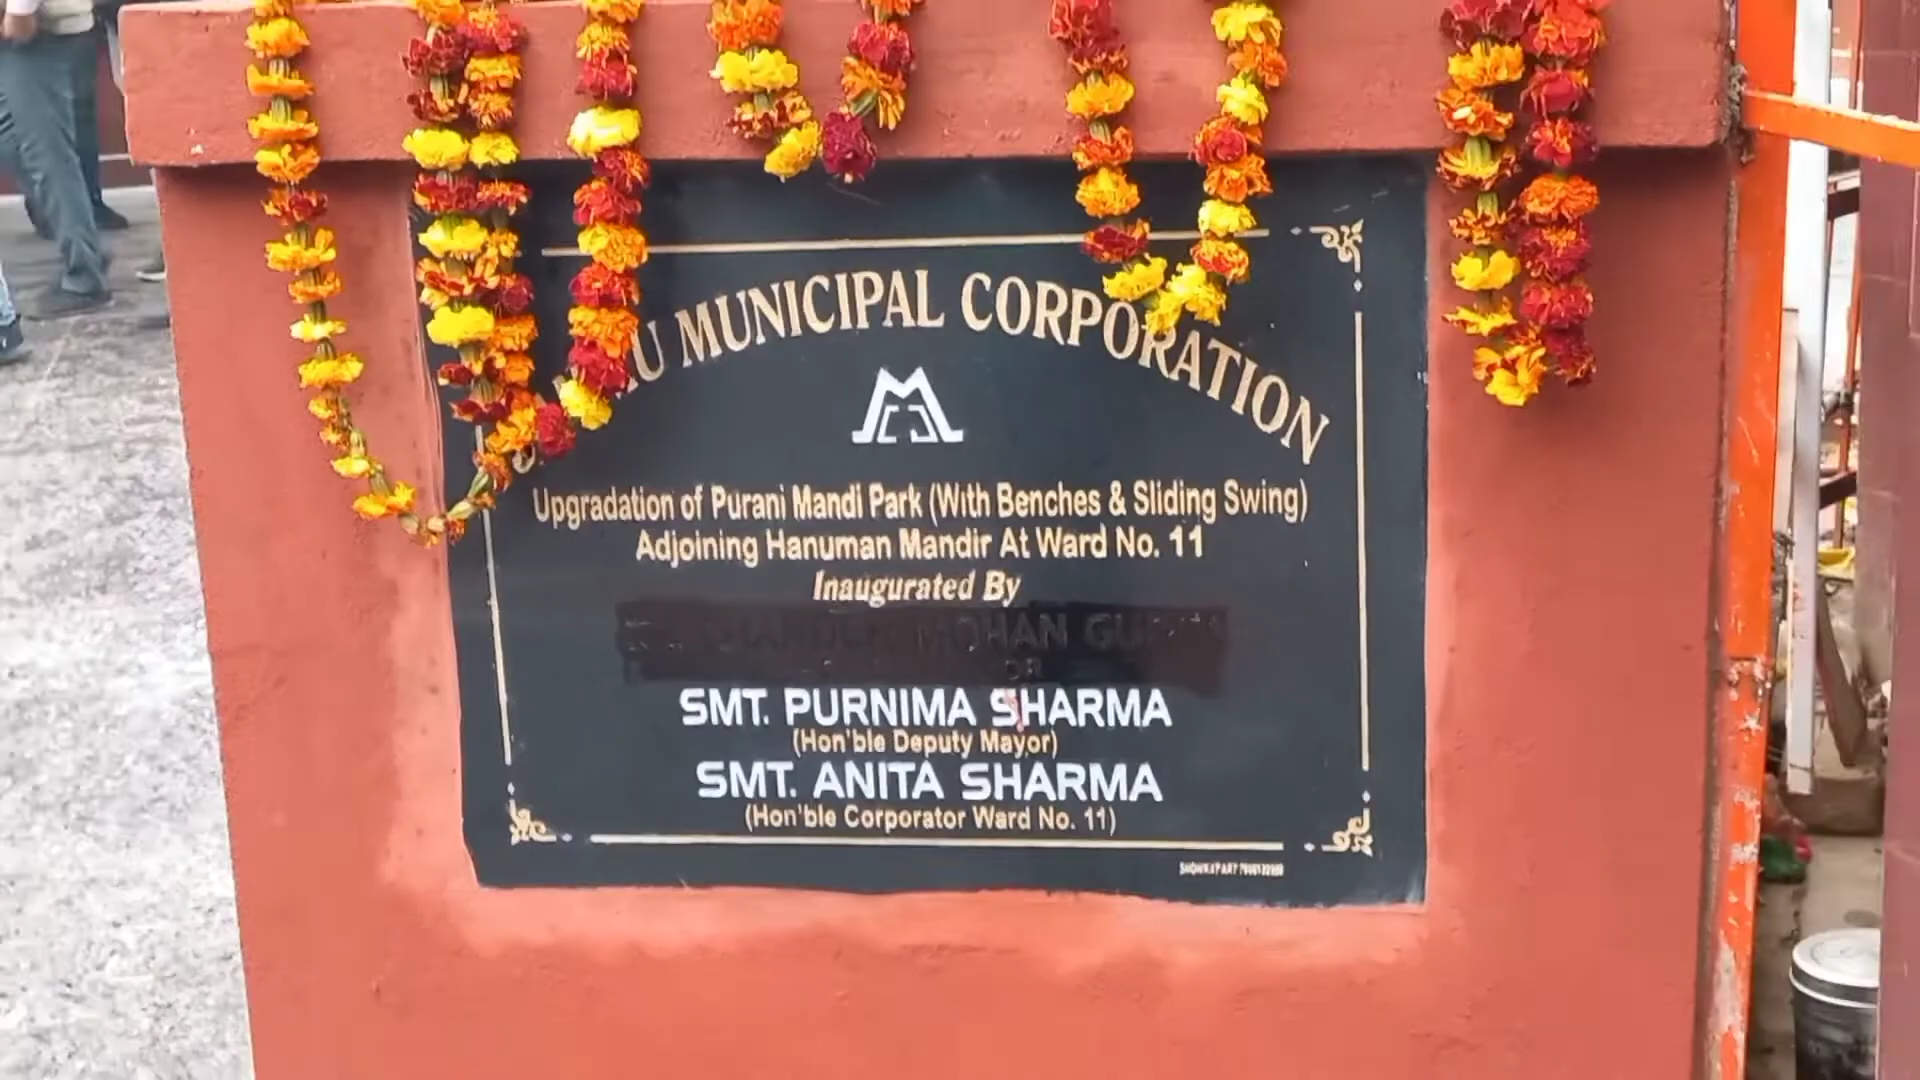 MUNICIPAL CORPORATION
Upgradation of Purani Mandi Park (With Benches & Sliding Swing)
Adjoining Hanuman Mandir At Ward No. 11
Inaugurated By
MOHAN
SMT. PURNIMA SHARMA
(Hon'ble Deputy Mayor)
SMT. ANITA SHARMA
(Hon'ble Corporator Ward No. 11)